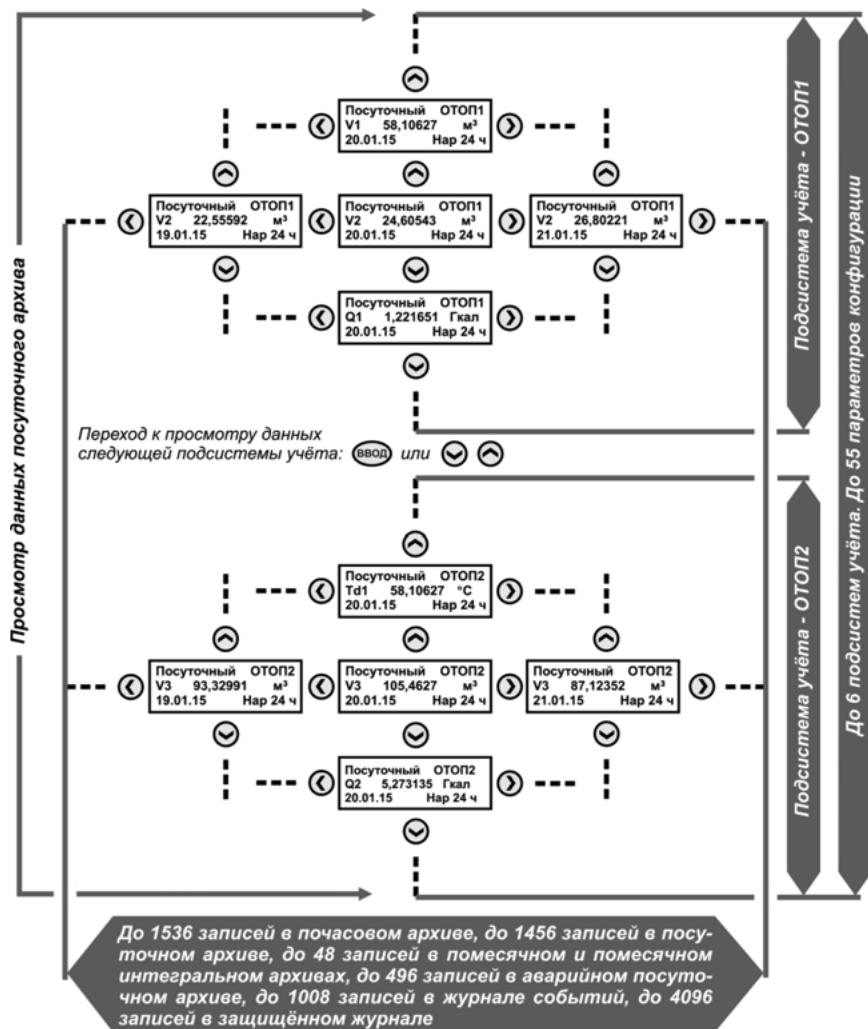 Просмотр данных посуточного архива
Посуточный ОТОП1
V1 58,10627 м³
20.01.15 Нар 24 ч
Посуточный ОТОП1
V2 22,55592 м³
19.01.15 Нар 24 ч
Посуточный ОТОП1
V2 24,60543 м³
20.01.15 Нар 24 ч
Посуточный ОТОП1
V2 26,80221 м³
21.01.15 Нар 24 ч
Посуточный ОТОП1
Q1 1,221651 Гкал
20.01.15 Нар 24 ч
Подсистема учёта - ОТОП1
До 6 подсистем учёта. До 55 параметров конфигурации
Переход к просмотру данных
следующей подсистемы учёта: ВВОД или
Посуточный ОТОП2
Td1 58,10627 °С
20.01.15 Нар 24 ч
Посуточный ОТОП2
V3 93,32991 м³
19.01.15 Нар 24 ч
Посуточный ОТОП2
V3 105,4627 м³
20.01.15 Нар 24 ч
Посуточный ОТОП2
V3 87,12352 м³
21.01.15 Нар 24 ч
Посуточный ОТОП2
Q2 5,273135 Гкал
20.01.15 Нар 24 ч
Подсистема учёта - ОТОП2
До 1536 записей в почасовом архиве, до 1456 записей в посу-
точном архиве, до 48 записей в помесячном и помесячном
интегральном архивах, до 496 записей в аварийном посуто-
чном архиве, до 1008 записей в журнале событий, до 4096
записей в защищённом журнале